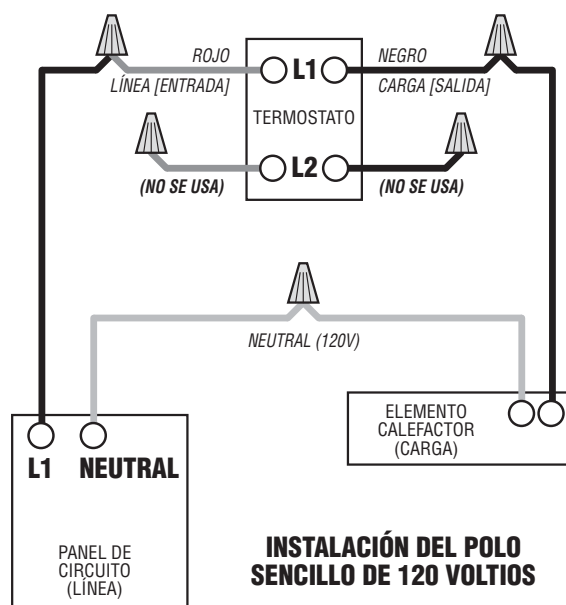 ROJO
LÍNEA [ENTRADA]
L1
NEGRO
CARGA [SALIDA]
TERMOSTATO
L2
(NO SE USA)
(NO SE USA)
NEUTRAL (120V)
ELEMENTO
CALEFACTOR
(CARGA)
L1
NEUTRAL
PANEL DE
CIRCUITO
(LÍNEA)
INSTALACIÓN DEL POLO
SENCILLO DE 120 VOLTIOS